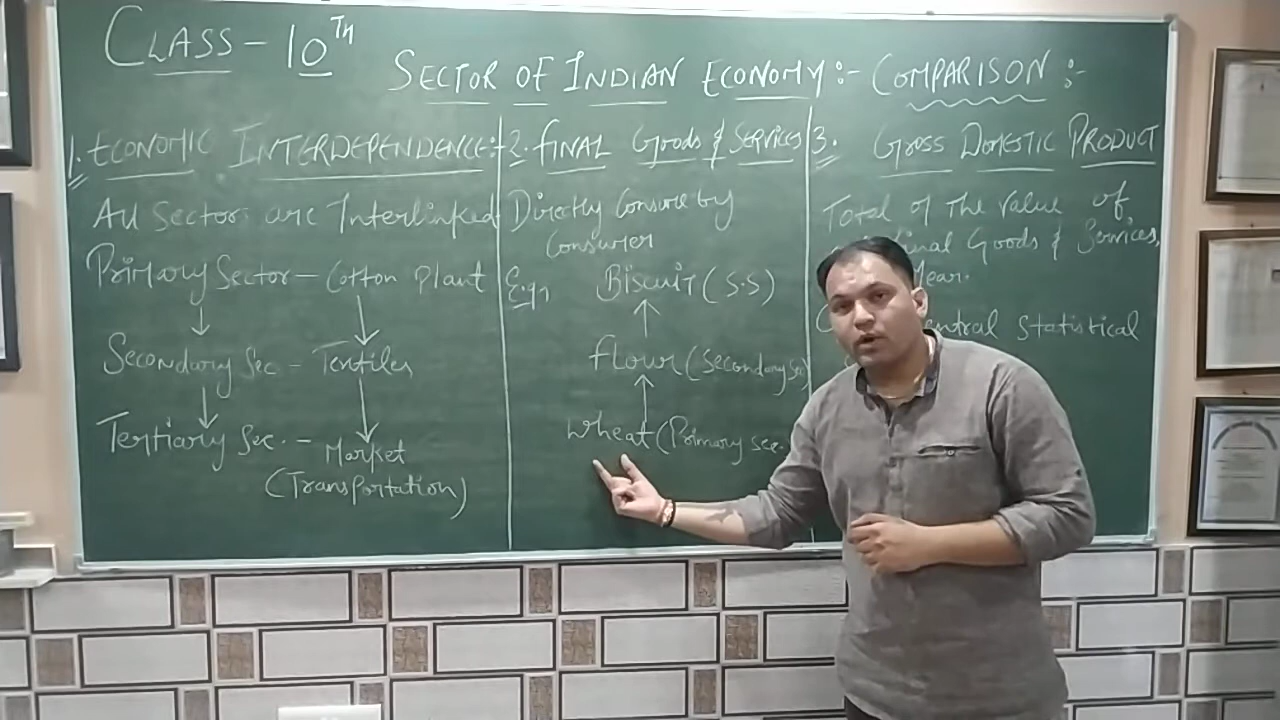 CLASS - 10TH
SECTOR OF INDIAN ECONOMY :- COMPARISON :-
1. ECONOMIC INTERDEPENDENCE:-
All Sectors are Interlinked
Primary Sector - Cotton Plant
Secondary Sec - Textiles
Tertiary Sec. - Market
(Transportation)
2. FINAL Goods & Services
Directly Consume by
Consumer
E.g,
Biscuit (S.S)
flour (Secondary Sec)
Wheat (Primary Sec.
3. GROSS DOMESTIC PRODUCT
Total of The Value of
Final Goods & Services,
Year.
Central Statistical